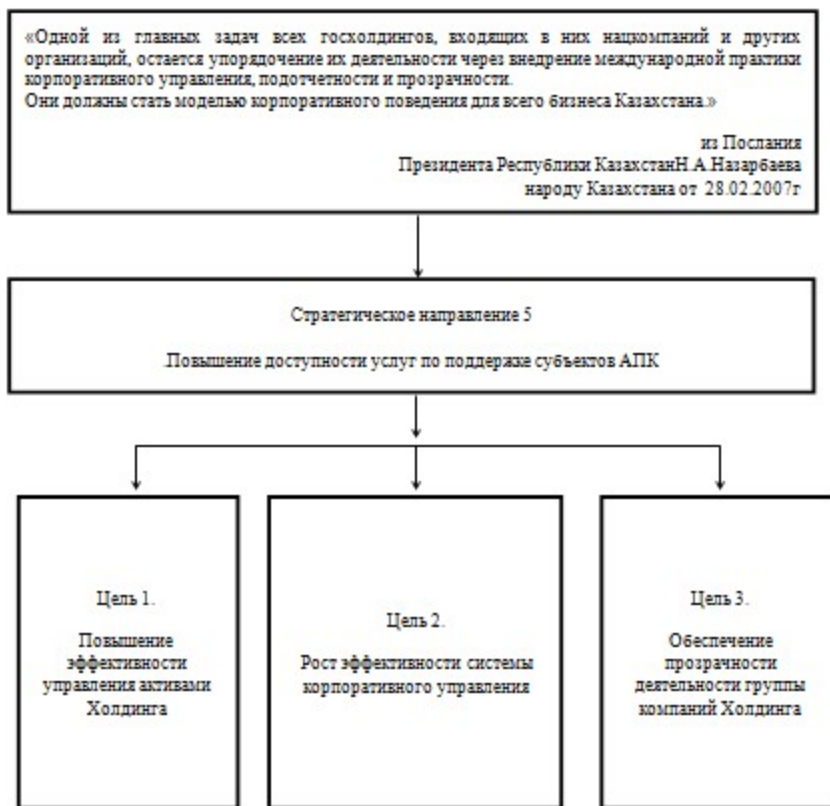 «Одной из главных задач всех госхолдингов, входящих в них нацкомпаний и других
организаций, остается упорядочение их деятельности через внедрение международной практики
корпоративного управления, подотчетности и прозрачности.
Они должны стать моделью корпоративного поведения для всего бизнеса Казахстана.»
из Послания
Президента Республики КазахстанН.А.Назарбаева
народу Казахстана от 28.02.2007г
Стратегическое направление 5
.Повышение доступности услуг по поддержке субъектов АПК
Цель 1.
Повышение
эффективности
управления активами
Холдинга
Цель 2.
Рост эффективности системы
корпоративного управления
Цель 3.
Обеспечение
прозрачности
деятельности группы
компаний Холдинга